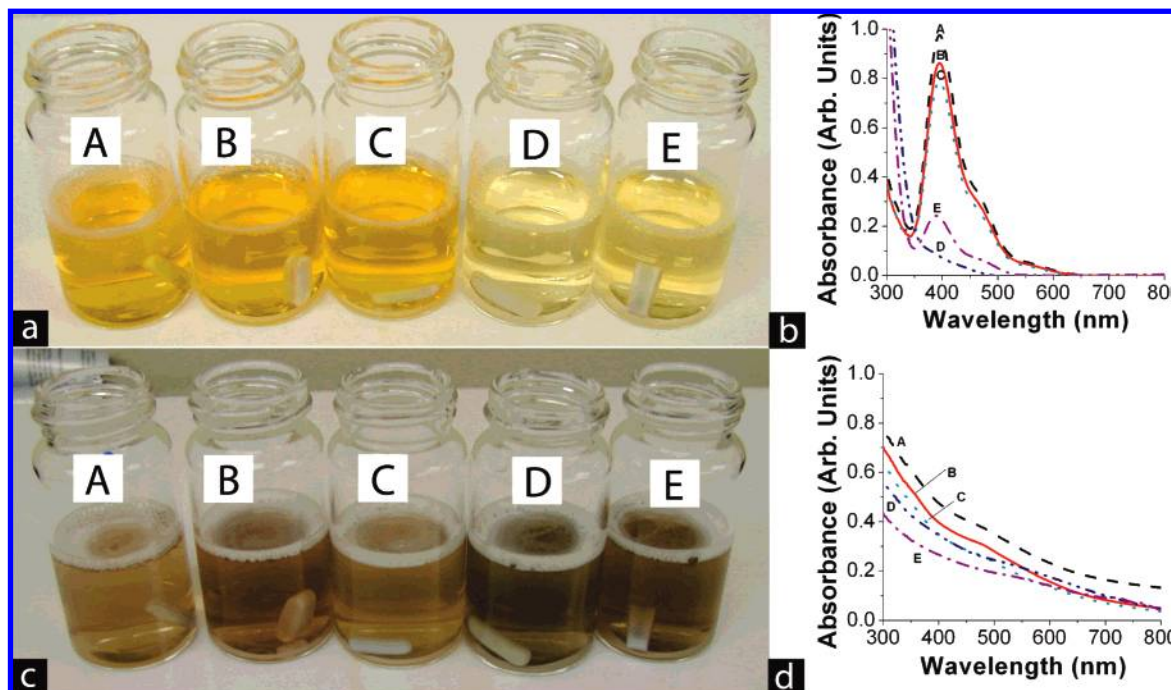 A B C D E
a
Absorbance (Arb. Units)
1.0
0.8
0.6
0.4
0.2
0.0
A
B
C
E
D
300 400 500 600 700 800
Wavelength (nm)
b
A B C D E
c
Absorbance (Arb. Units)
1.0
0.8
0.6
0.4
0.2
0.0
A
B
C
D
E
300 400 500 600 700 800
Wavelength (nm)
d